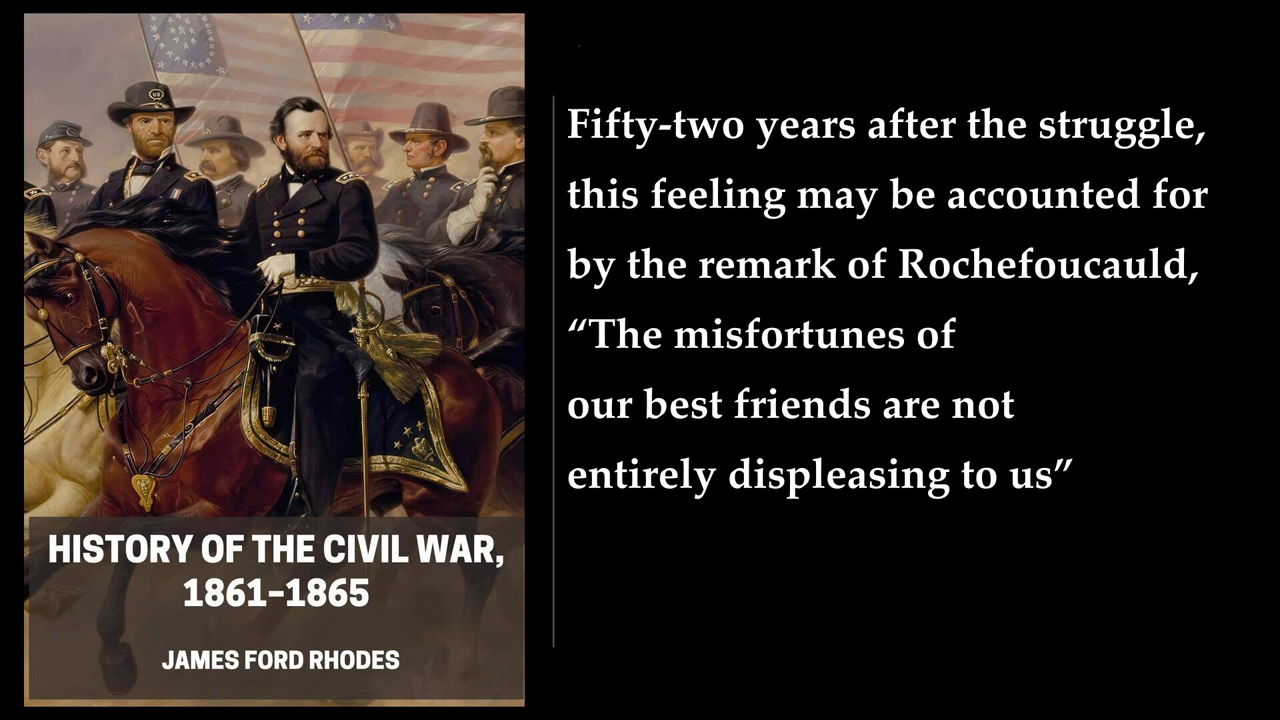 HISTORY OF THE CIVIL WAR,
1861–1865
JAMES FORD RHODES
Fifty-two years after the struggle,
this feeling may be accounted for
by the remark of Rochefoucauld,
“The misfortunes of
our best friends are not
entirely displeasing to us”